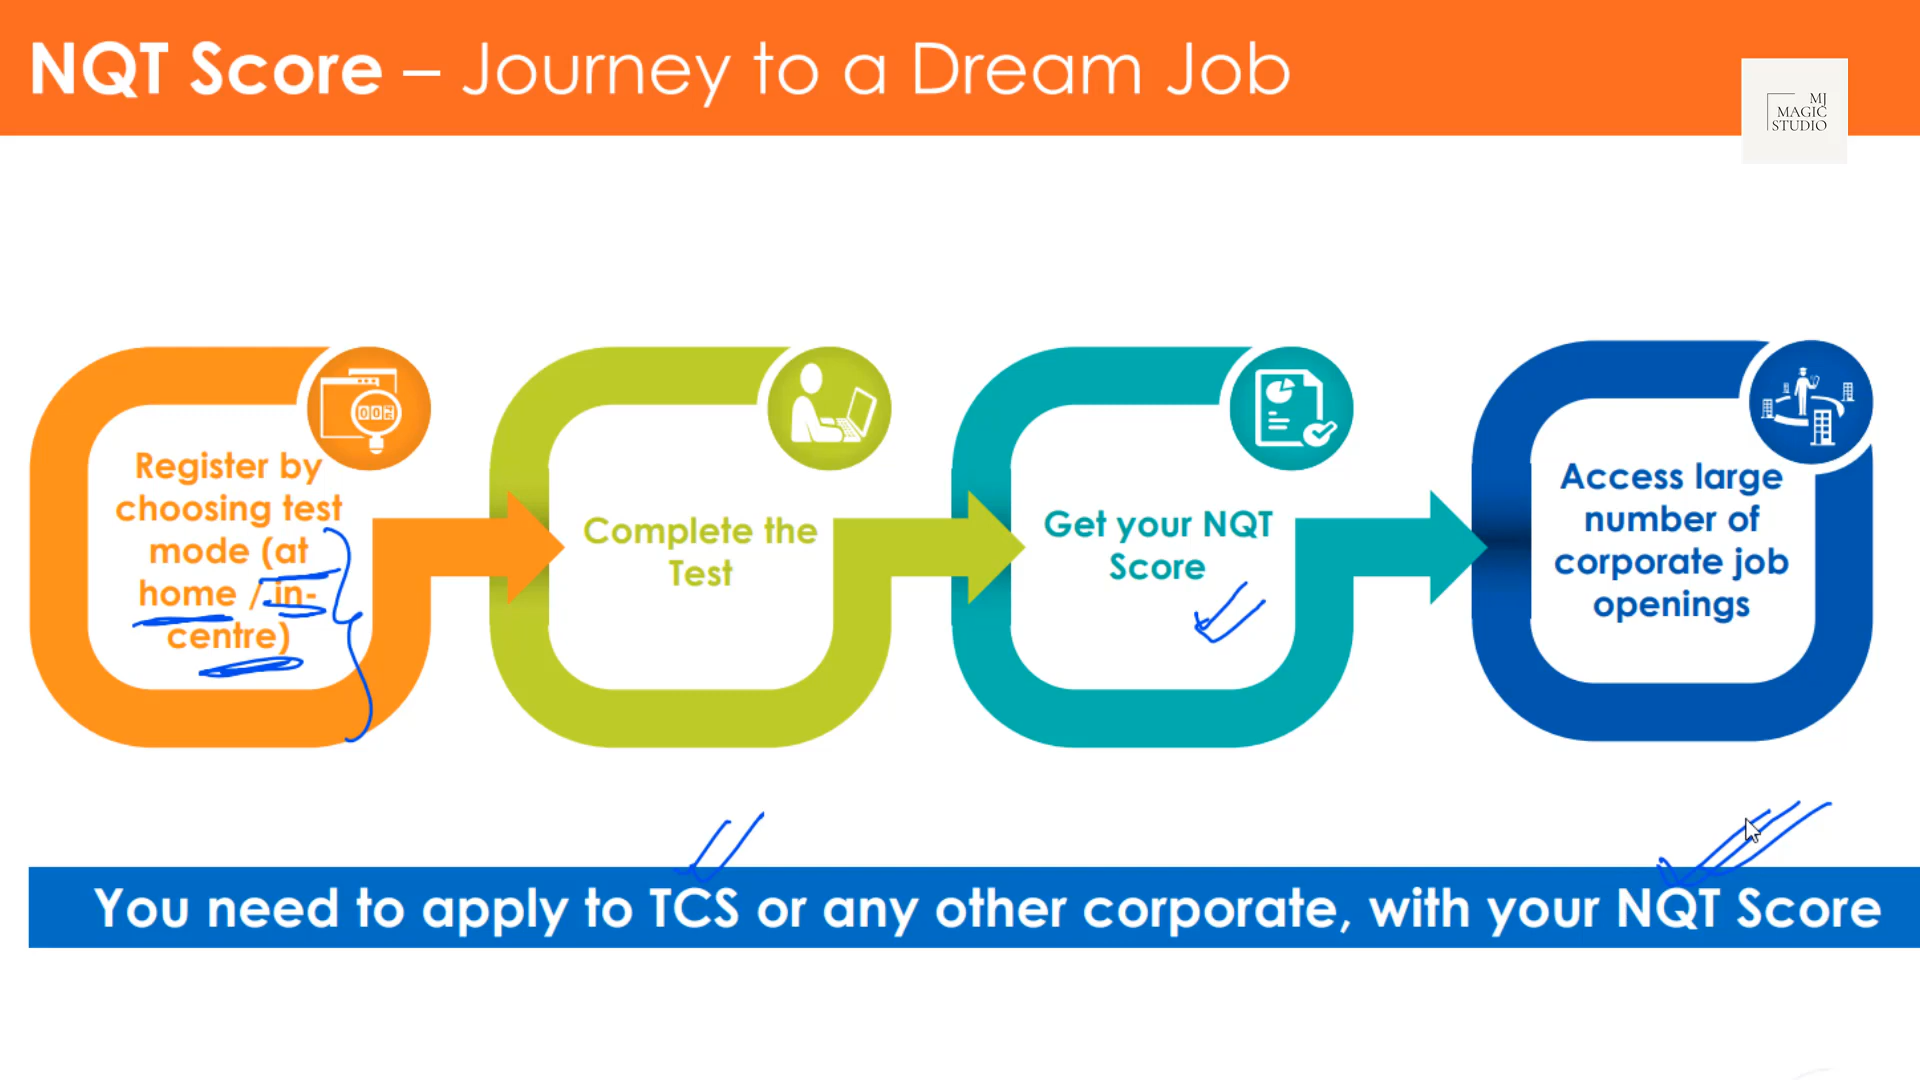 NQT Score – Journey to a Dream Job
MJ
MAGIC
STUDIO
Register by
choosing test
mode (at
home / in-
centre)
Complete the
Test
Get your NQT
Score
Access large
number of
corporate job
openings
You need to apply to TCS or any other corporate, with your NQT Score